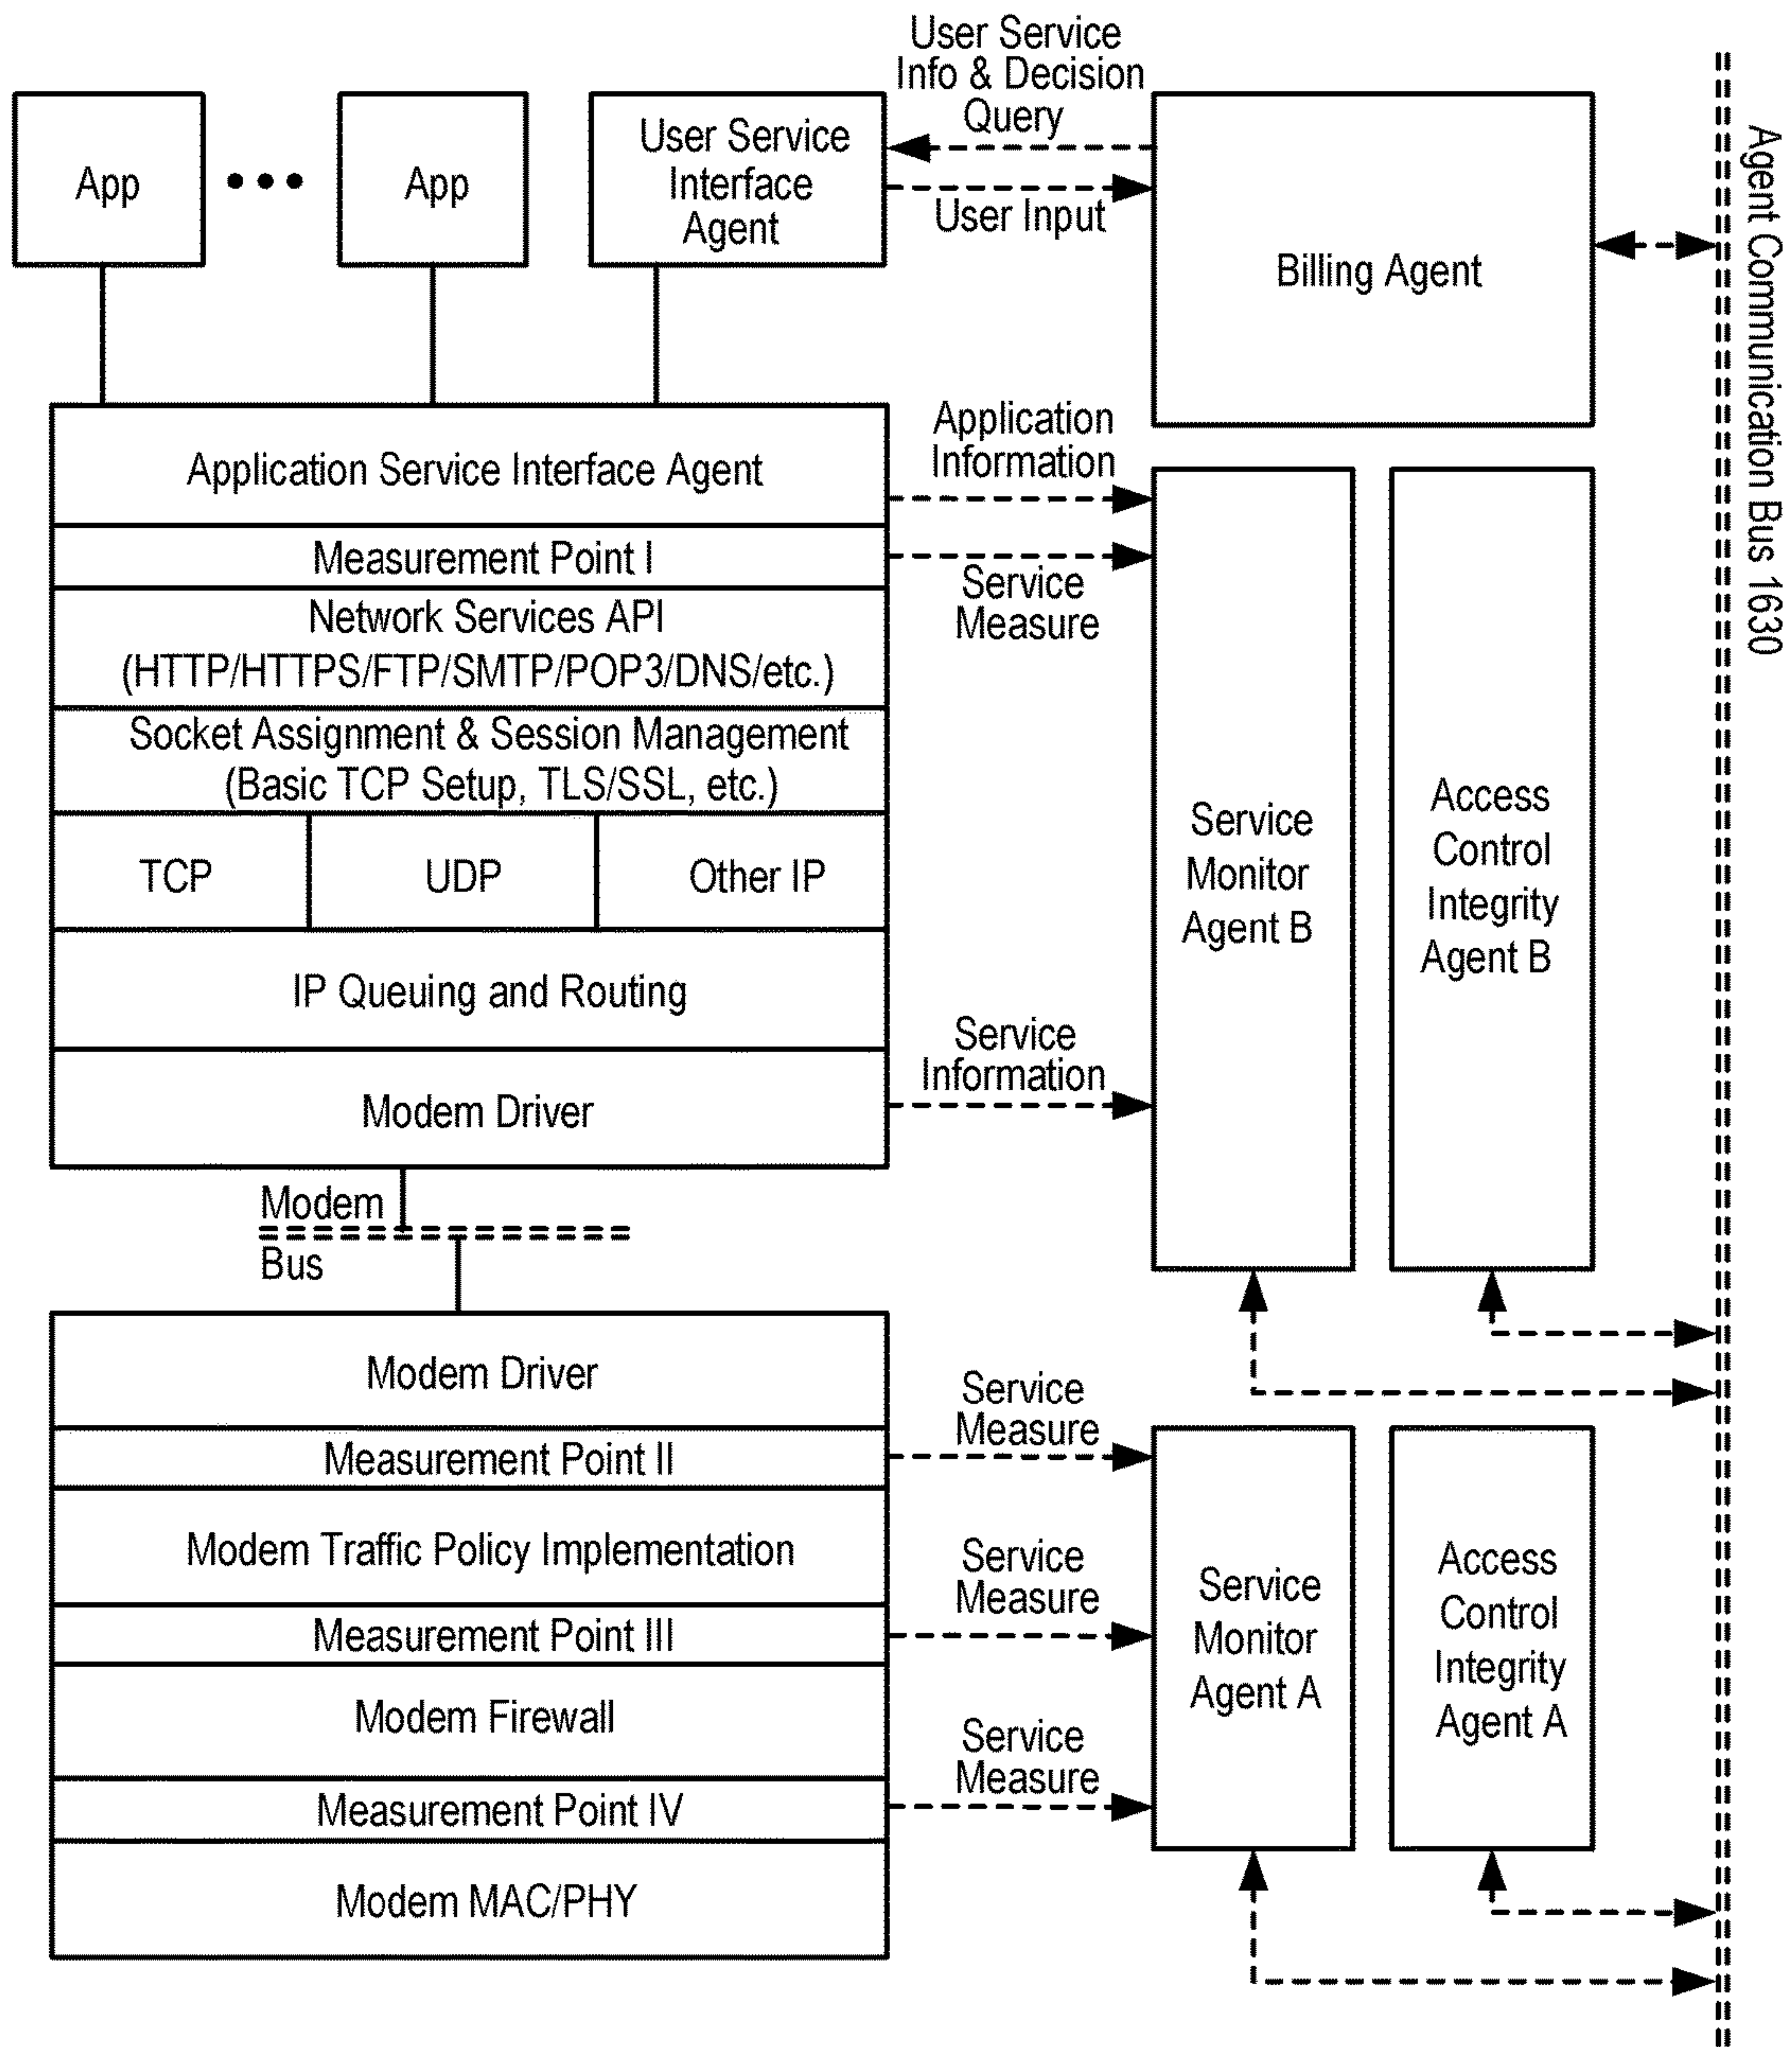 User Service
Info & Decision
Query
App
App
User Service
Interface
Agent
User Input
Billing Agent
Agent Communication Bus 1630
Application Service Interface Agent
Application
Information
Measurement Point I
Service
Measure
Network Services API
(HTTP/HTTPS/FTP/SMTP/POP3/DNS/etc.)
Socket Assignment & Session Management
(Basic TCP Setup, TLS/SSL, etc.)
TCP
UDP
Other IP
Service
Monitor
Agent B
Access
Control
Integrity
Agent B
IP Queuing and Routing
Service
Information
Modem Driver
Modem
Bus
Modem Driver
Service
Measure
Measurement Point II
Modem Traffic Policy Implementation
Service
Measure
Measurement Point III
Service
Monitor
Agent A
Access
Control
Integrity
Agent A
Modem Firewall
Service
Measure
Measurement Point IV
Modem MAC/PHY